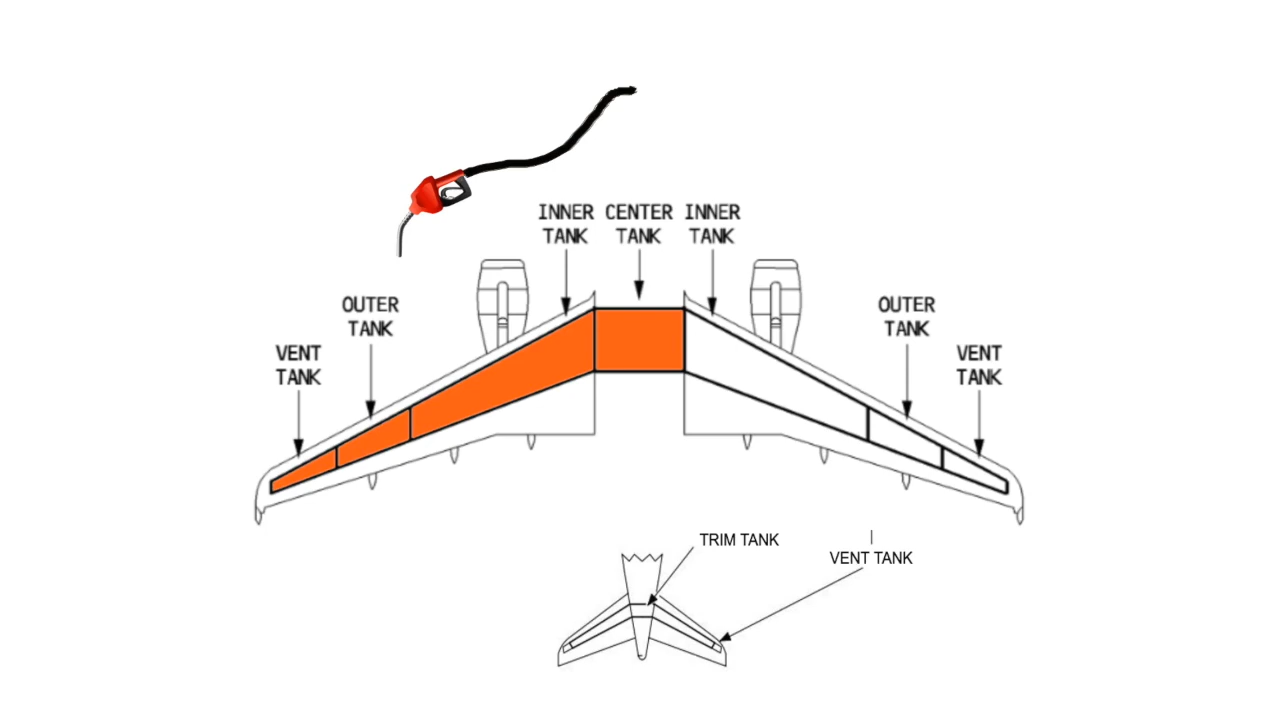 INNER
TANK
CENTER
TANK
INNER
TANK
OUTER
TANK
OUTER
TANK
VENT
TANK
VENT
TANK
TRIM TANK
VENT TANK